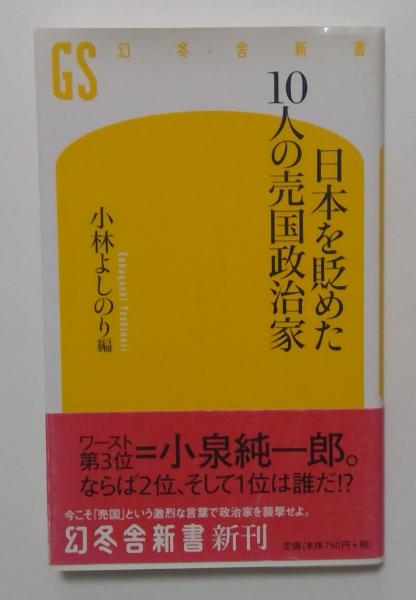 GS 幻冬舎新書
日本を貶めた
10人の売国政治家
小林よしのり編
Kobayashi Yoshinori
ワースト
第3位=小泉純一郎。
ならば2位、そして1位は誰だ!?
今こそ「売国」という激烈な言葉で政治家を襲撃せよ。
幻冬舎新書 新刊
定価(本体760円+税)